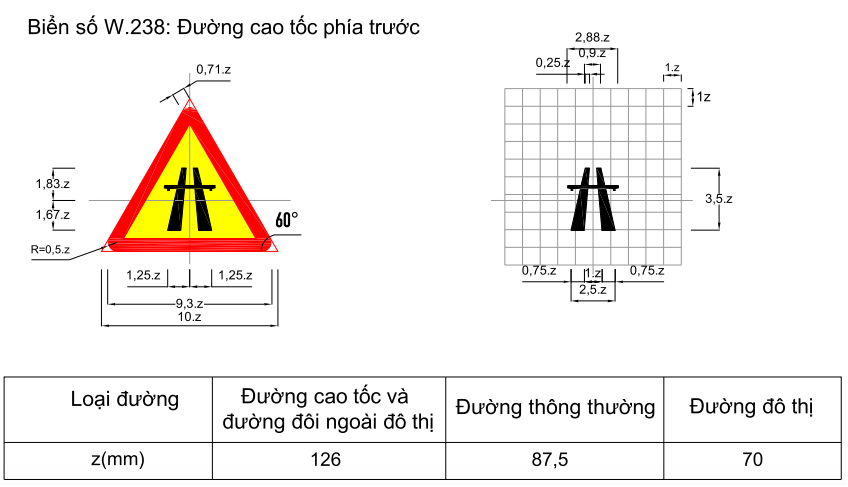 Biển số W.238: Đường cao tốc phía trước
0,71.z
1,83.z
1,67.z
60°
R=0,5.z
1,25.z 1,25.z
9,3.z
10.z
2,88.z
0,9.z
0,25.z
1.z
1z
3,5.z
0,75.z 1.z 0,75.z
2,5.z
Loại đường
Đường cao tốc và
đường đôi ngoài đô thị
Đường thông thường
Đường đô thị
z(mm) 126 87,5 70